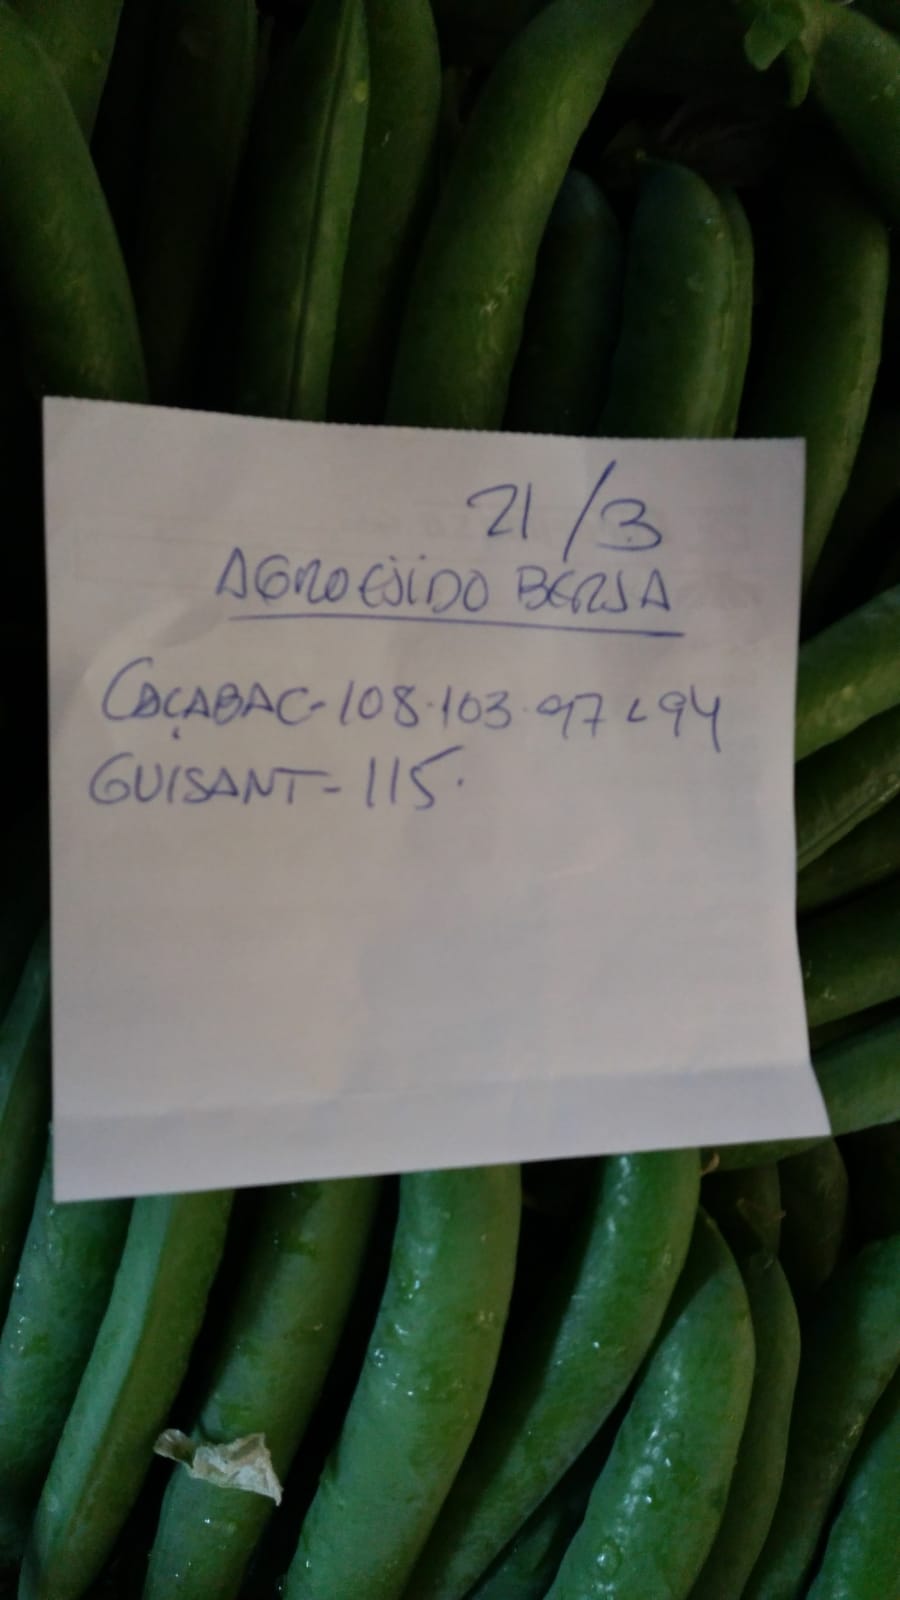 21/3
AGROEJIDO BERJA
CAÇABAC-108.103.97 L 94
GUISANT-115.